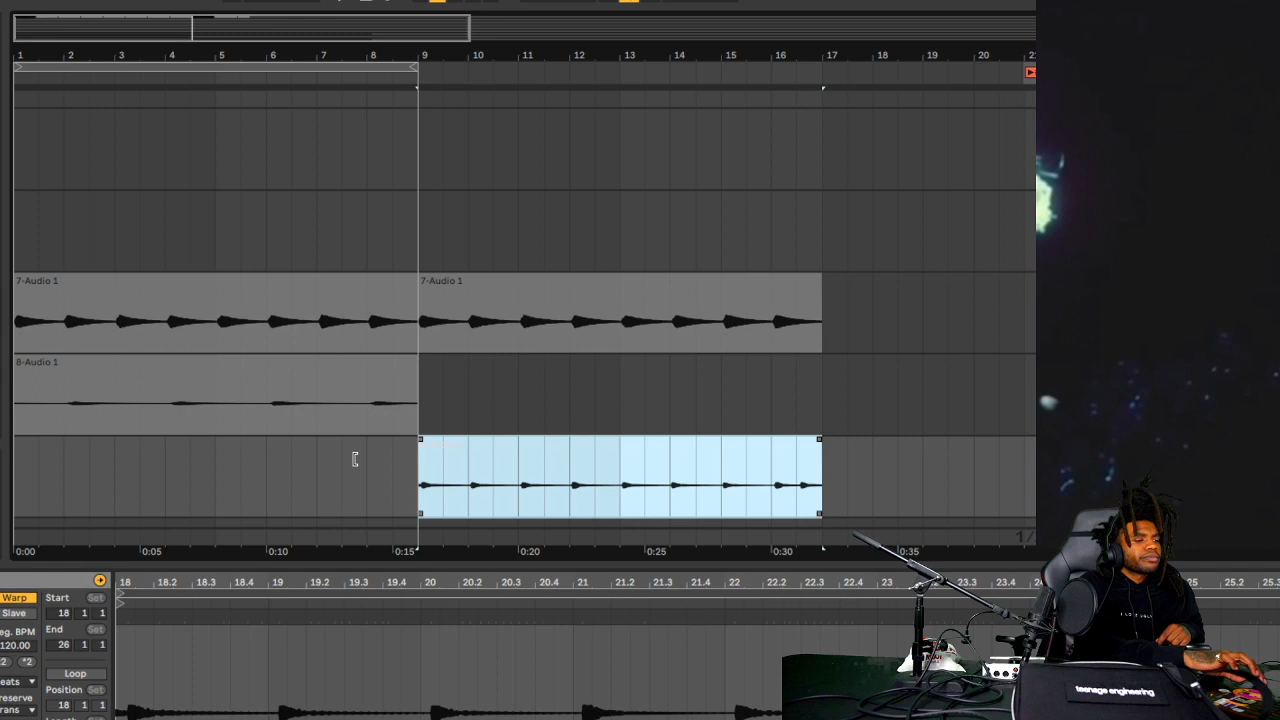 1 2 3 4 5 6 7 8 9 10 11 12 13 14 15 16 17 18 19 20
7-Audio 1 7-Audio 1
8-Audio 1
1/
0:00 0:05 0:10 0:15 0:20 0:25 0:30 0:35
18 18.2 18.3 18.4 19 19.2 19.3 19.4 20 20.2 20.3 20.4 21 21.2 21.3 21.4 22 22.2 22.3 22.4 23 23.3 23.4 25.2 25.3
Warp Start Set
Slave 18 1 1
End Set
120.00 26 1 1
*2
Loop
Position Set
18 1 1
teenage engineering